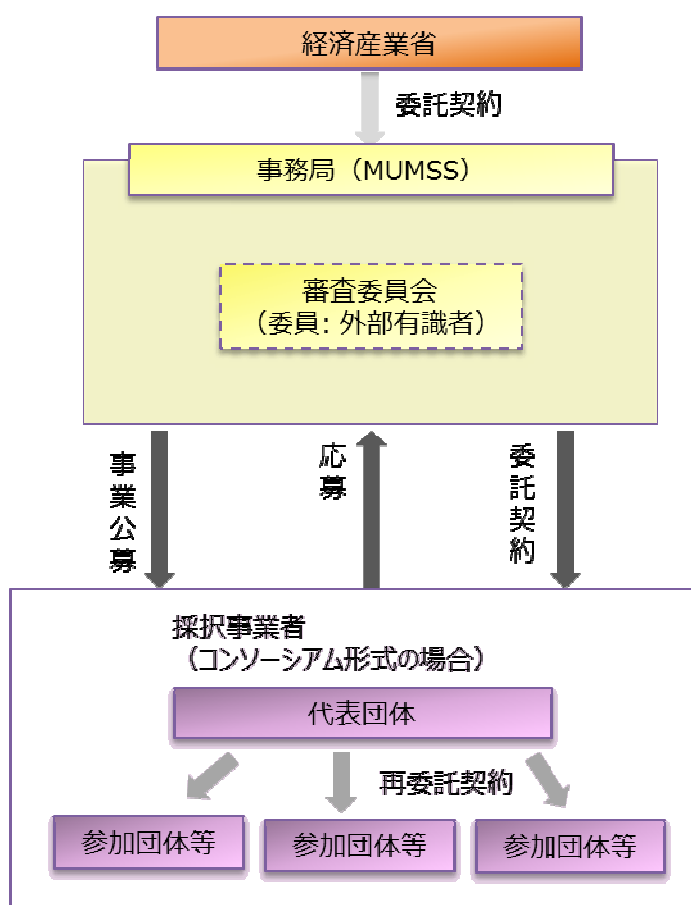 経済産業省
委託契約
事務局（MUMSS）
審査委員会
（委員：外部有識者）
事業公募
応募
委託契約
採択事業者
（コンソーシアム形式の場合）
代表団体
再委託契約
参加団体等
参加団体等
参加団体等